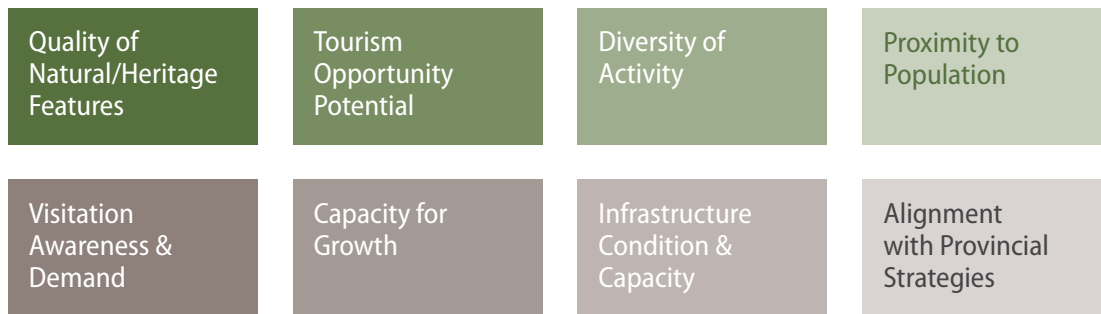 Quality of
Natural/Heritage
Features
Tourism
Opportunity
Potential
Diversity of
Activity
Proximity to
Population
Visitation
Awareness &
Demand
Capacity for
Growth
Infrastructure
Condition &
Capacity
Alignment
with Provincial
Strategies